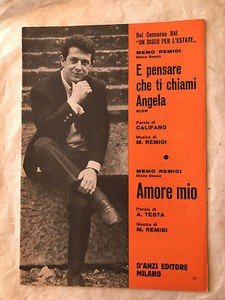 Dal Concorso RAI
"UN DISCO PER L'ESTATE„
MEMO REMIGI
Disco Decca
E pensare
che ti chiami
Angela
SLOW
Parole di
CALIFANO
Musica di
M. REMIGI
MEMO REMIGI
Disco Decca
Amore mio
Parole di
A. TESTA
Musica di
M. REMIGI
D'ANZI EDITORE
MILANO